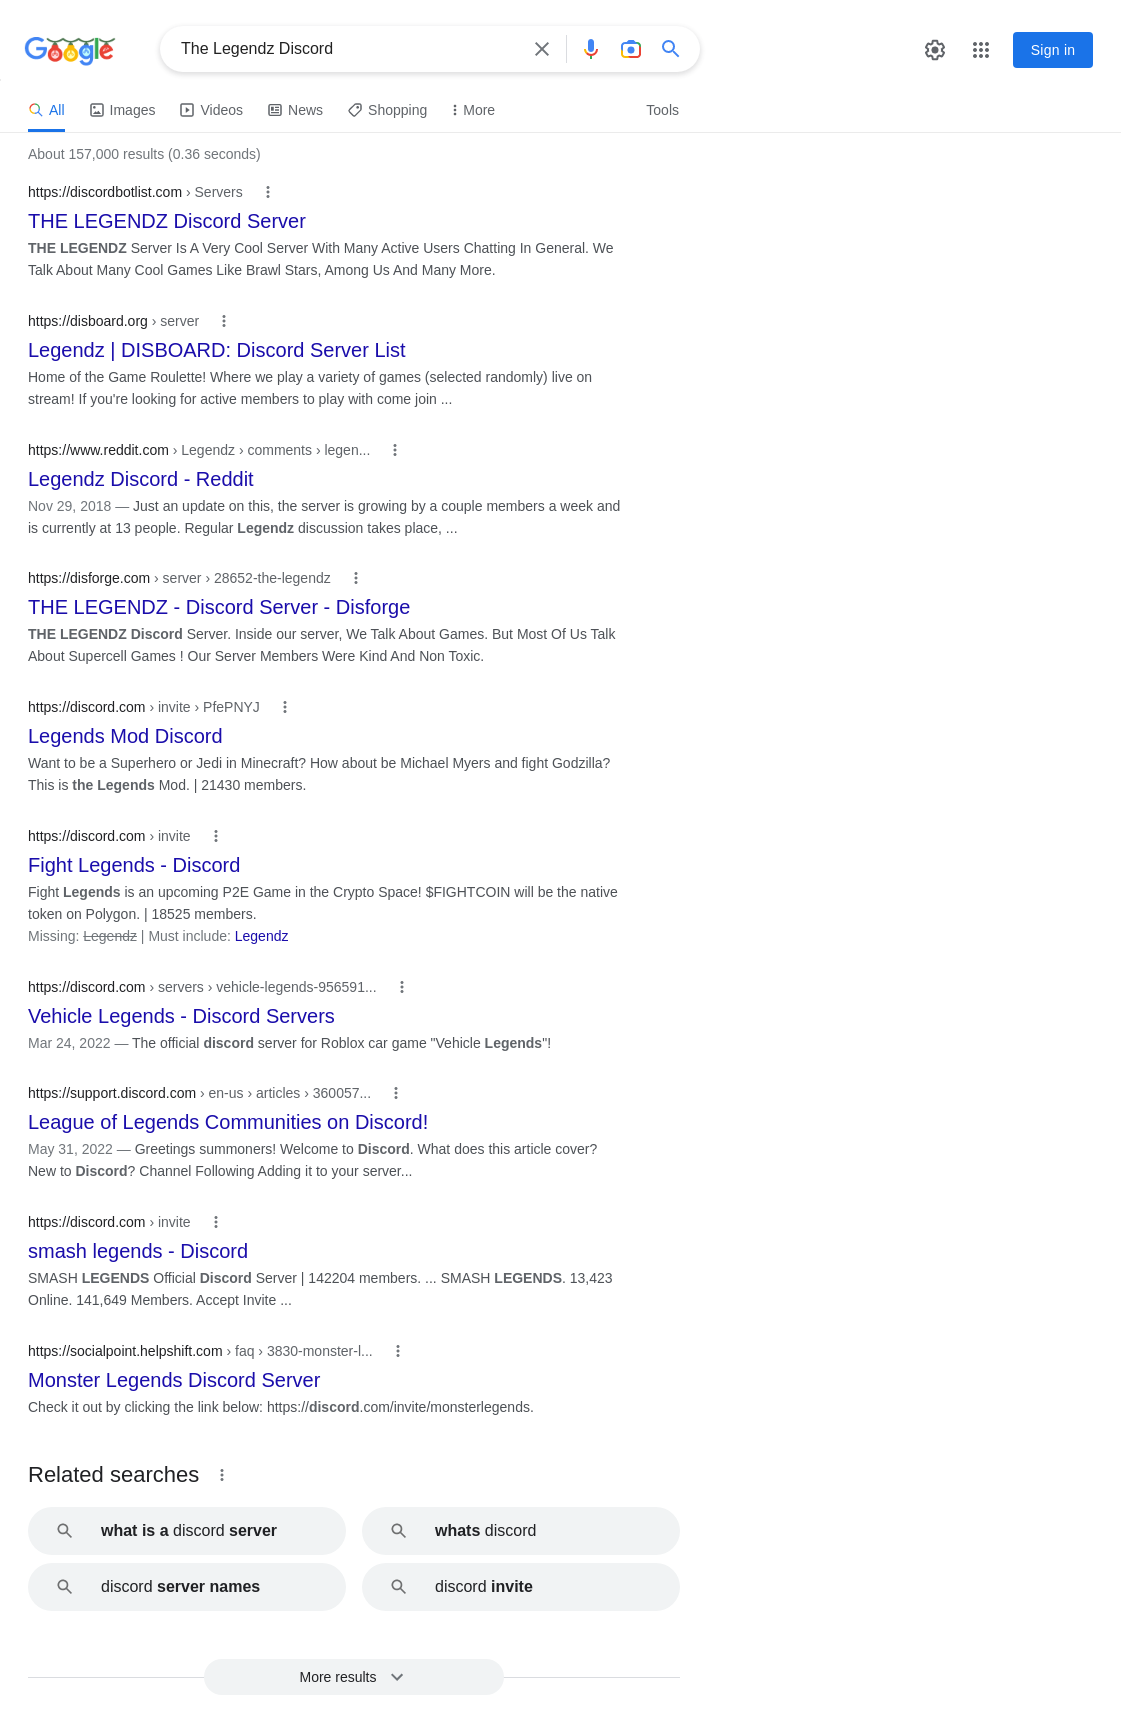 Google
The Legendz Discord
Sign in
All Images Videos News Shopping More Tools
About 157,000 results (0.36 seconds)
https://discordbotlist.com › Servers
THE LEGENDZ Discord Server
THE LEGENDZ Server Is A Very Cool Server With Many Active Users Chatting In General. We
Talk About Many Cool Games Like Brawl Stars, Among Us And Many More.
https://disboard.org › server
Legendz | DISBOARD: Discord Server List
Home of the Game Roulette! Where we play a variety of games (selected randomly) live on
stream! If you're looking for active members to play with come join ...
https://www.reddit.com › Legendz › comments › legen...
Legendz Discord - Reddit
Nov 29, 2018 — Just an update on this, the server is growing by a couple members a week and
is currently at 13 people. Regular Legendz discussion takes place, ...
https://disforge.com › server › 28652-the-legendz
THE LEGENDZ - Discord Server - Disforge
THE LEGENDZ Discord Server. Inside our server, We Talk About Games. But Most Of Us Talk
About Supercell Games ! Our Server Members Were Kind And Non Toxic.
https://discord.com › invite › PfePNYJ
Legends Mod Discord
Want to be a Superhero or Jedi in Minecraft? How about be Michael Myers and fight Godzilla?
This is the Legends Mod. | 21430 members.
https://discord.com › invite
Fight Legends - Discord
Fight Legends is an upcoming P2E Game in the Crypto Space! $FIGHTCOIN will be the native
token on Polygon. | 18525 members.
Missing: Legendz | Must include: Legendz
https://discord.com › servers › vehicle-legends-956591...
Vehicle Legends - Discord Servers
Mar 24, 2022 — The official discord server for Roblox car game "Vehicle Legends"!
https://support.discord.com › en-us › articles › 360057...
League of Legends Communities on Discord!
May 31, 2022 — Greetings summoners! Welcome to Discord. What does this article cover?
New to Discord? Channel Following Adding it to your server...
https://discord.com › invite
smash legends - Discord
SMASH LEGENDS Official Discord Server | 142204 members. ... SMASH LEGENDS. 13,423
Online. 141,649 Members. Accept Invite ...
https://socialpoint.helpshift.com › faq › 3830-monster-l...
Monster Legends Discord Server
Check it out by clicking the link below: https://discord.com/invite/monsterlegends.
Related searches
what is a discord server
whats discord
discord server names
discord invite
More results